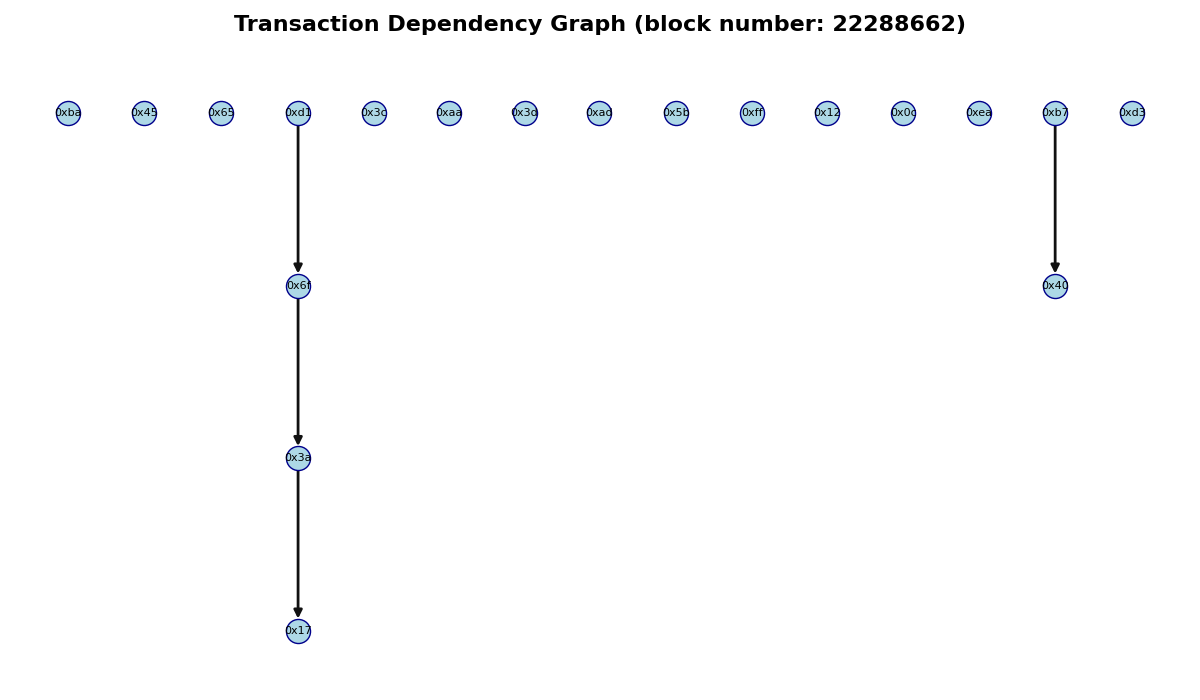 Transaction Dependency Graph (block number: 22288662)
0xba 0x45 0x65 0xd1 0x3c 0xaa 0x3d 0xad 0x5b 0xff 0x12 0x0c 0xea 0xb7 0xd3
0x6f 0x40
0x3a
0x17